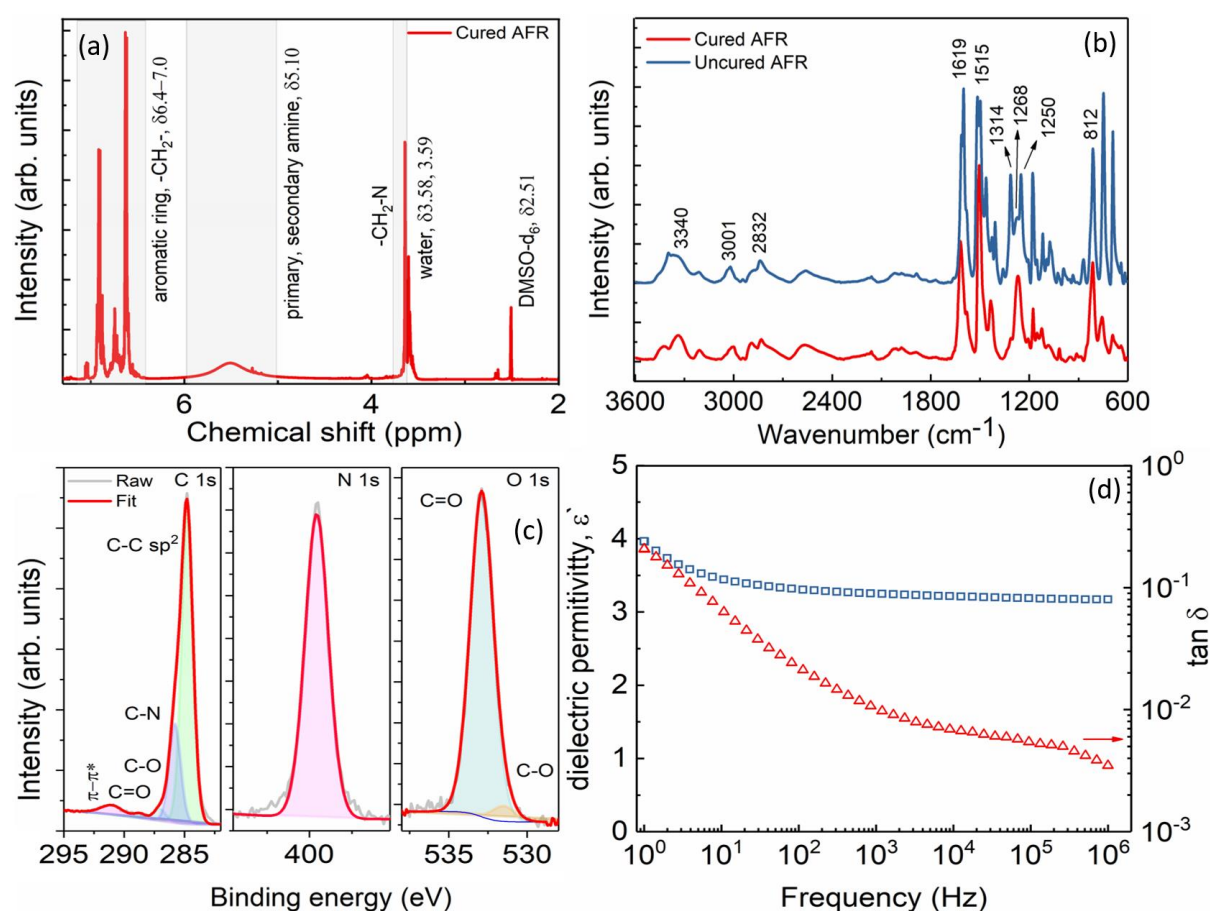 (a)
Cured AFR
aromatic ring, -CH₂-, δ6.4–7.0
primary, secondary amine, δ5.10
-CH₂-N
water, δ3.58, 3.59
DMSO-d₆, δ2.51
Intensity (arb. units)
6 4 2
Chemical shift (ppm)
(b)
Cured AFR
Uncured AFR
1619
1515
1314
1268
1250
812
3340
3001
2832
Intensity (arb. units)
3600 3000 2400 1800 1200 600
Wavenumber (cm⁻¹)
Raw
Fit
C 1s
C-C sp²
C-N
C-O
C=O
π–π*
N 1s
O 1s
(c)
C=O
C-O
Intensity (arb. units)
295 290 285
400
535 530
Binding energy (eV)
(d)
dielectric permitivitty, ε`
5
4
3
2
1
0
10⁰
10⁻¹
10⁻²
10⁻³
tan δ
10⁰ 10¹ 10² 10³ 10⁴ 10⁵ 10⁶
Frequency (Hz)